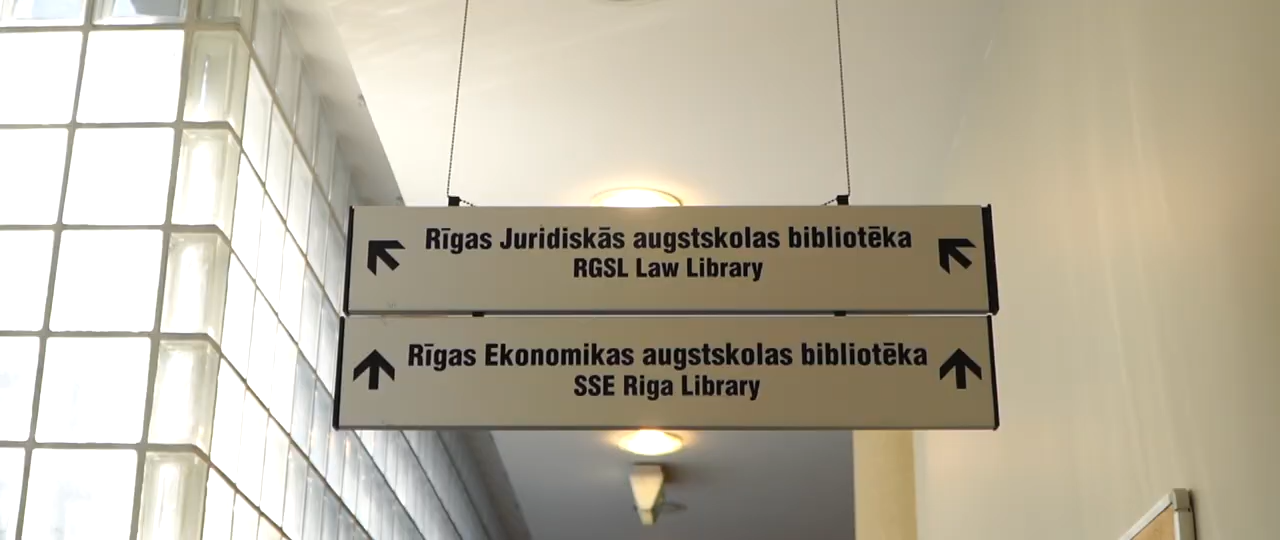 Rīgas Juridiskās augstskolas bibliotēka
RGSL Law Library
Rīgas Ekonomikas augstskolas bibliotēka
SSE Riga Library